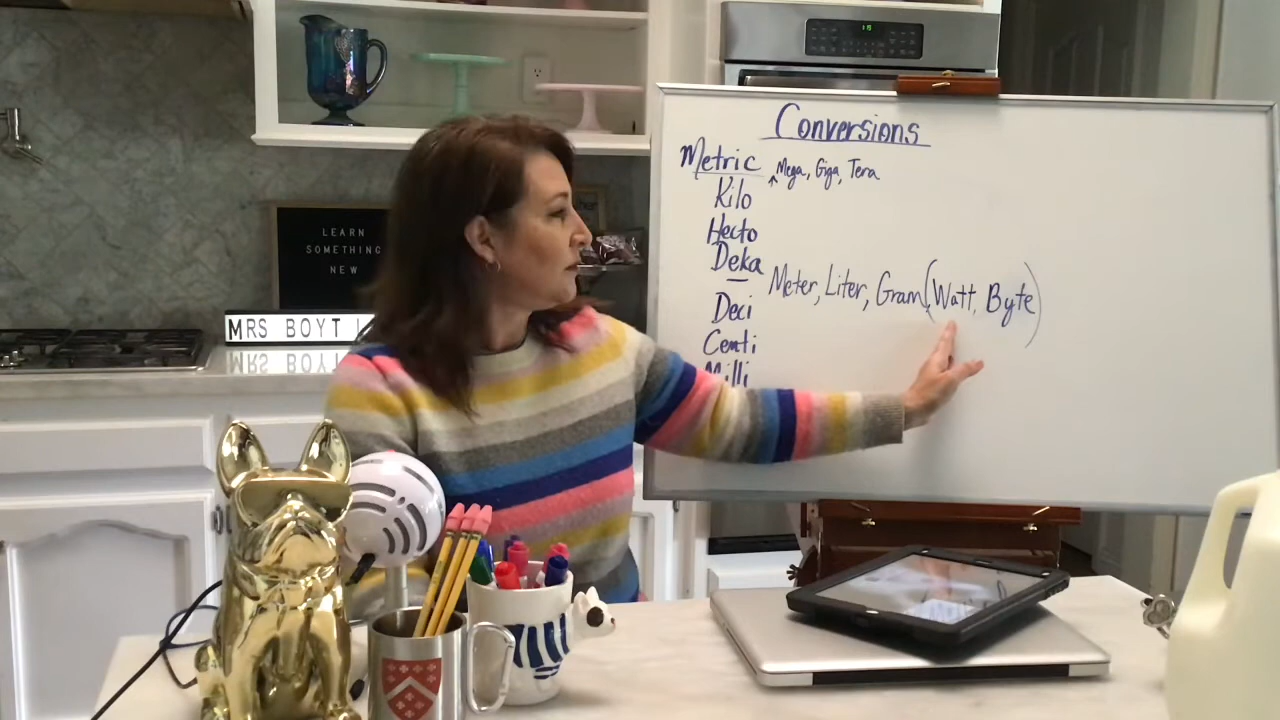 Conversions
Metric
↑ Mega, Giga, Tera
Kilo
Hecto
Deka
Meter, Liter, Gram (Watt, Byte)
Deci
Centi
Milli
LEARN
SOMETHING
NEW
MRS BOYT